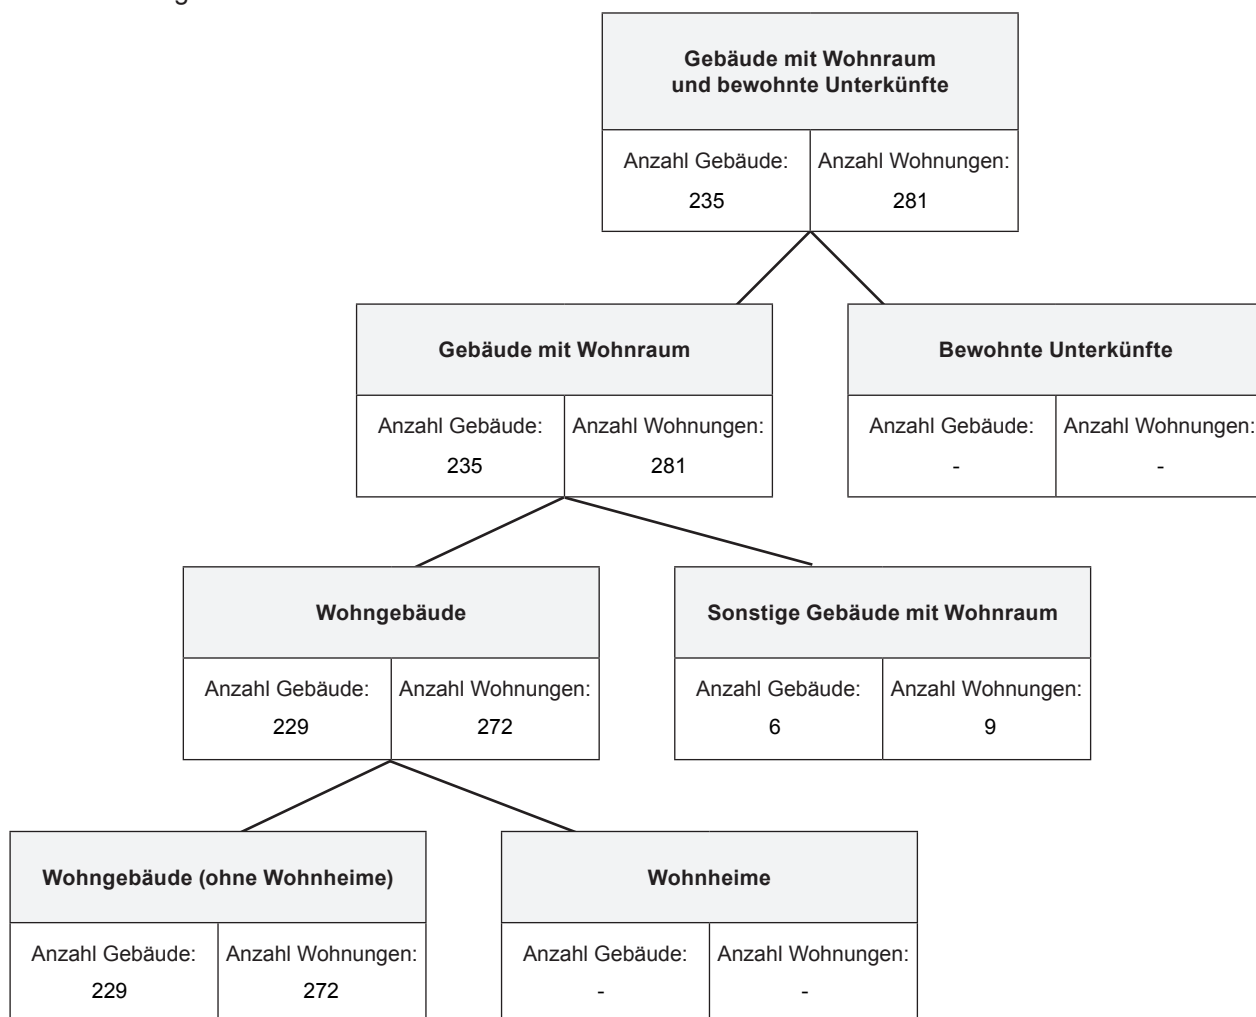 Gebäude mit Wohnraum
und bewohnte Unterkünfte
Anzahl Gebäude: Anzahl Wohnungen:
235 281
Gebäude mit Wohnraum
Anzahl Gebäude: Anzahl Wohnungen:
235 281
Bewohnte Unterkünfte
Anzahl Gebäude: Anzahl Wohnungen:
- -
Wohngebäude
Anzahl Gebäude: Anzahl Wohnungen:
229 272
Sonstige Gebäude mit Wohnraum
Anzahl Gebäude: Anzahl Wohnungen:
6 9
Wohngebäude (ohne Wohnheime)
Anzahl Gebäude: Anzahl Wohnungen:
229 272
Wohnheime
Anzahl Gebäude: Anzahl Wohnungen:
- -